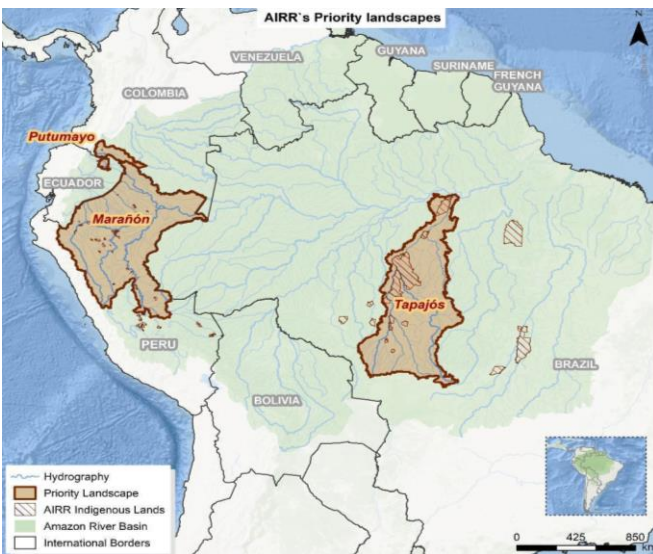 AIRR`s Priority landscapes
N
VENEZUELA
GUYANA
SURINAME
FRENCH
GUYANA
COLOMBIA
Putumayo
ECUADOR
Marañón
Tapajós
PERU
BRAZIL
BOLIVIA
Hydrography
Priority Landscape
AIRR Indigenous Lands
Amazon River Basin
International Borders
0 425 850
km